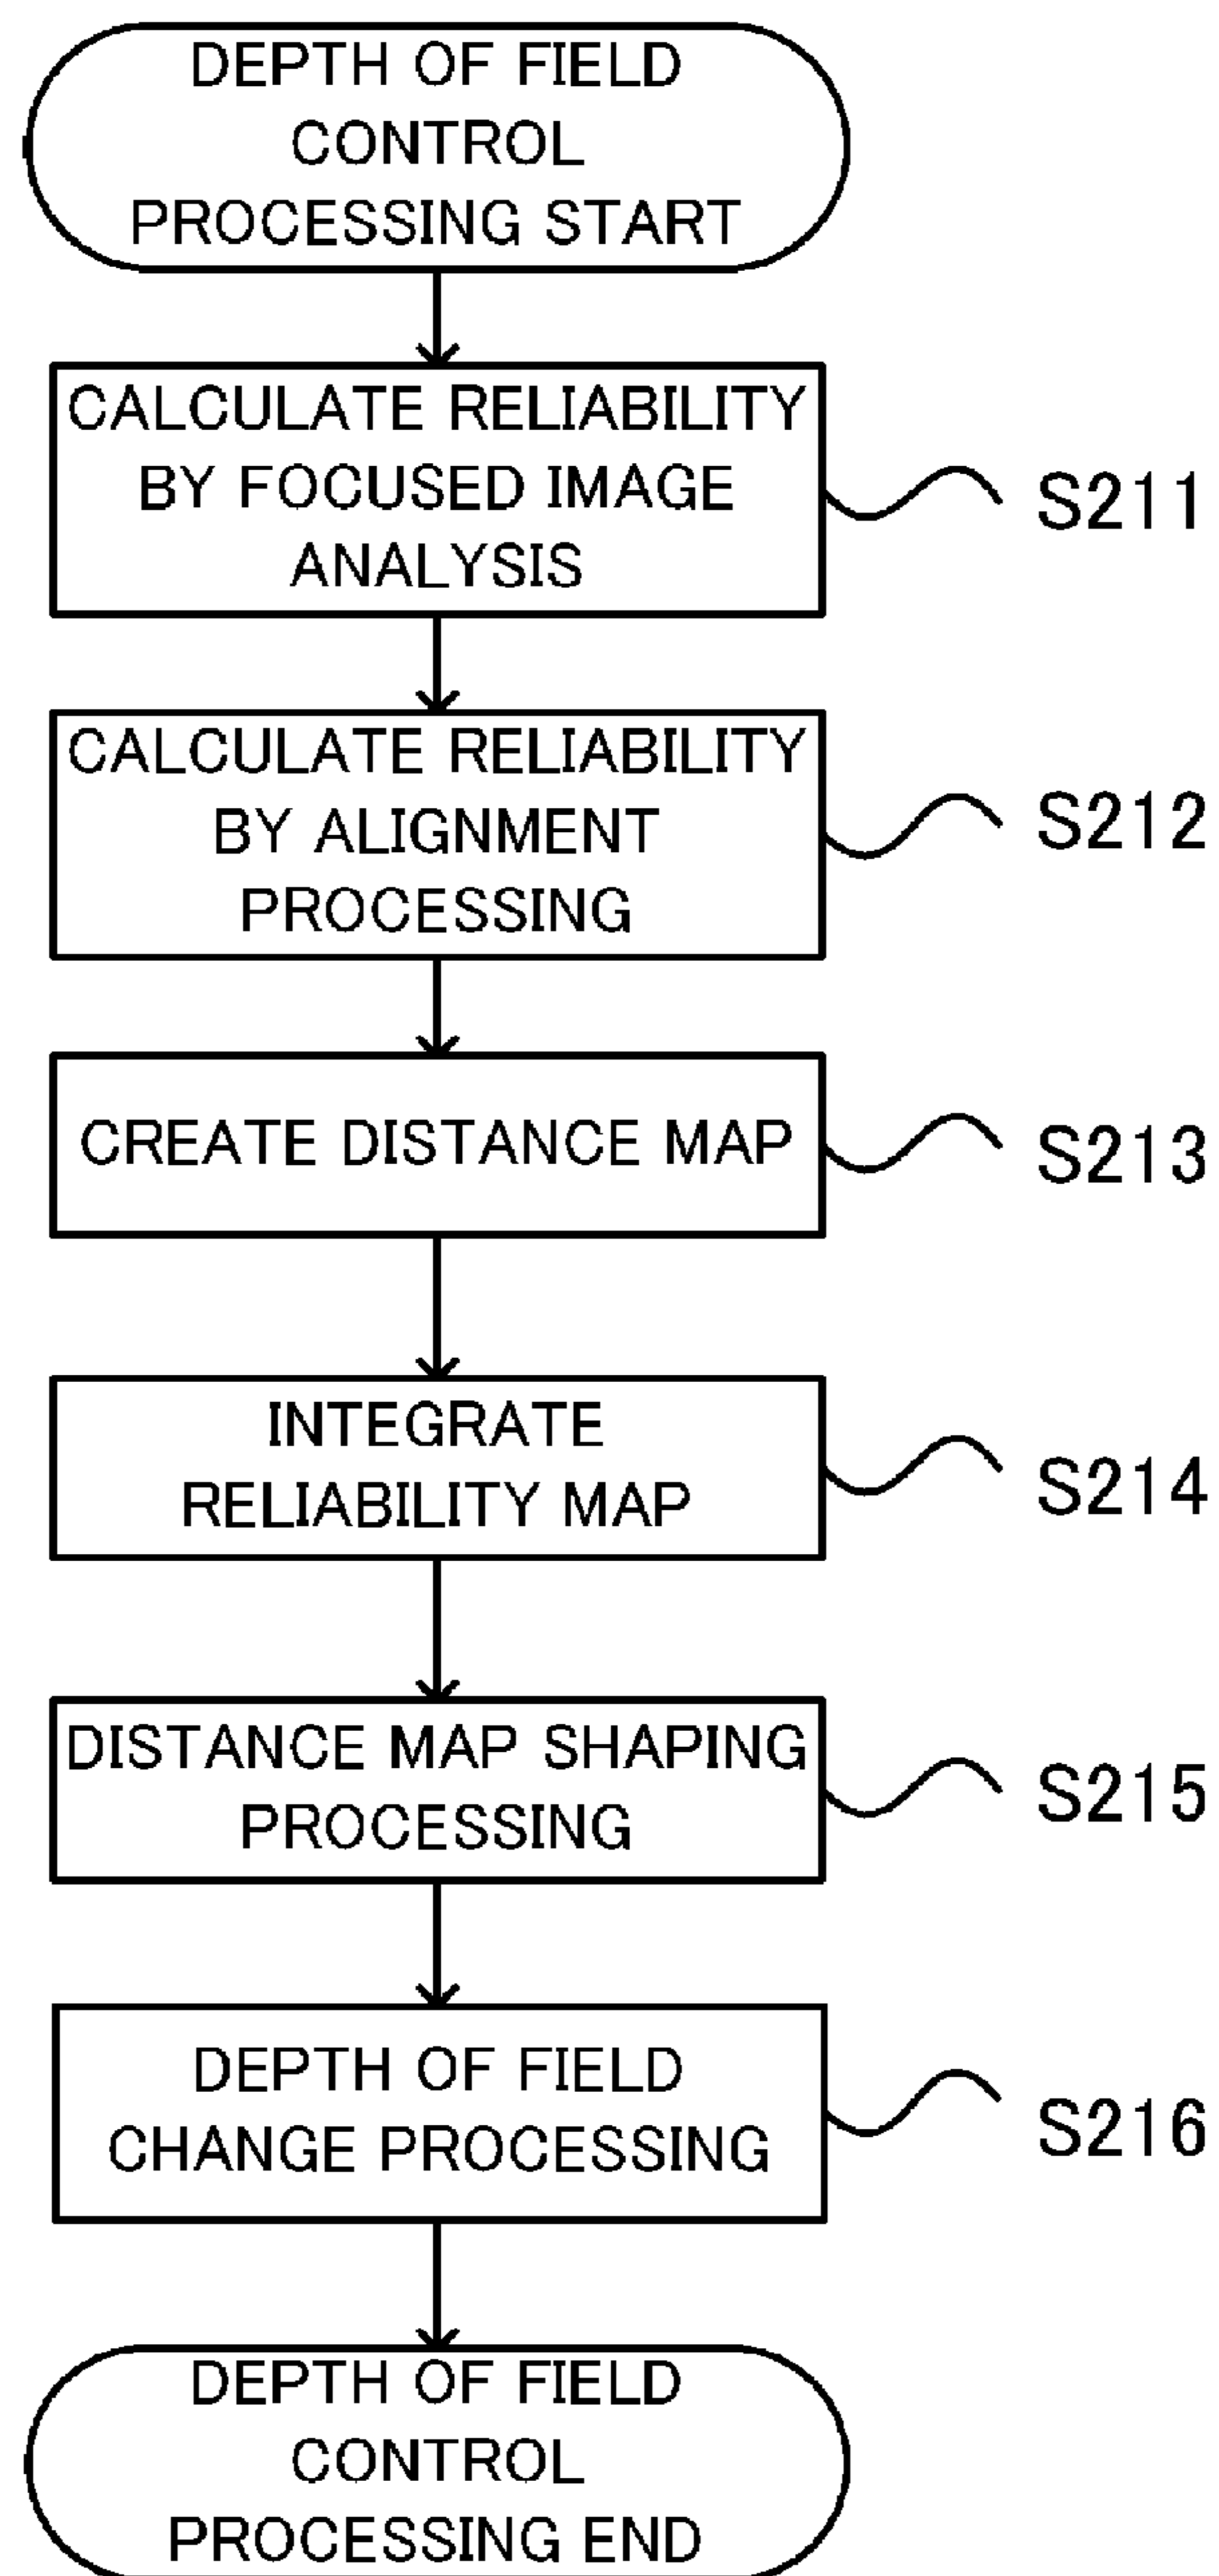 DEPTH OF FIELD
CONTROL
PROCESSING START
CALCULATE RELIABILITY
BY FOCUSED IMAGE
ANALYSIS
S211
CALCULATE RELIABILITY
BY ALIGNMENT
PROCESSING
S212
CREATE DISTANCE MAP
S213
INTEGRATE
RELIABILITY MAP
S214
DISTANCE MAP SHAPING
PROCESSING
S215
DEPTH OF FIELD
CHANGE PROCESSING
S216
DEPTH OF FIELD
CONTROL
PROCESSING END